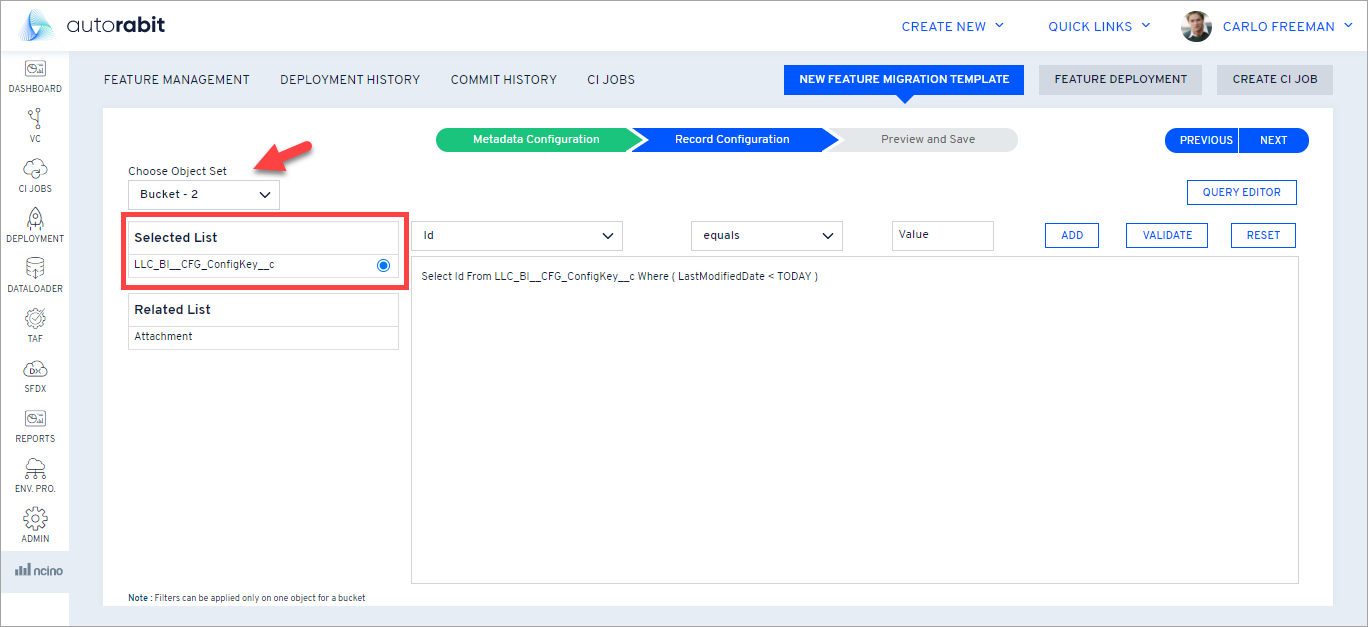 autorabit
CREATE NEW
QUICK LINKS
CARLO FREEMAN
DASHBOARD
VC
CI JOBS
DEPLOYMENT
DATALOADER
TAF
DX
SFDX
REPORTS
ENV. PRO.
ADMIN
ncino
FEATURE MANAGEMENT
DEPLOYMENT HISTORY
COMMIT HISTORY
CI JOBS
NEW FEATURE MIGRATION TEMPLATE
FEATURE DEPLOYMENT
CREATE CI JOB
Metadata Configuration
Record Configuration
Preview and Save
PREVIOUS
NEXT
Choose Object Set
Bucket - 2
QUERY EDITOR
Selected List
LLC_BI__CFG_ConfigKey__c
Related List
Attachment
Id
equals
Value
ADD
VALIDATE
RESET
Select Id From LLC_BI__CFG_ConfigKey__c Where ( LastModifiedDate < TODAY )
Note : Filters can be applied only on one object for a bucket